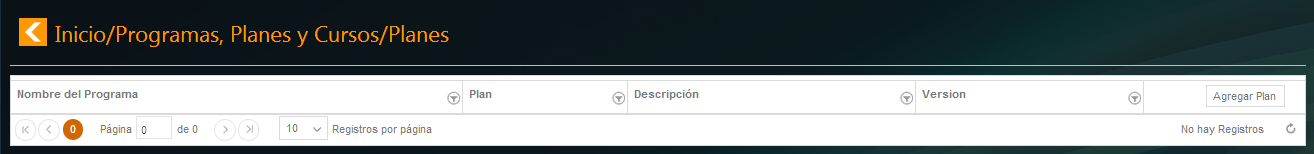 Inicio/Programas, Planes y Cursos/Planes
Nombre del Programa Plan Descripción Version Agregar Plan
0 Página 0 de 0 10 Registros por página No hay Registros